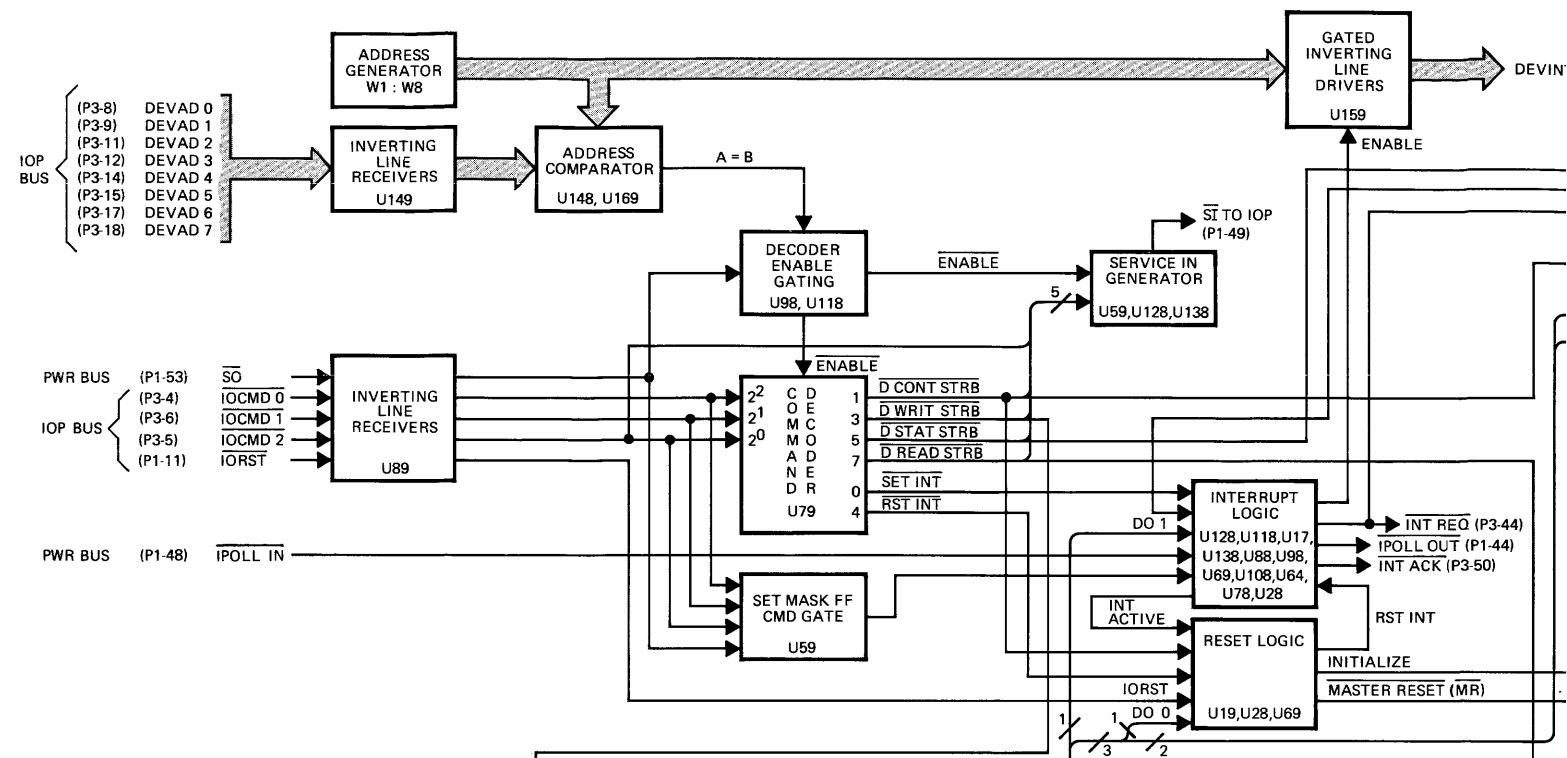 ADDRESS
GENERATOR
W1 : W8
GATED
INVERTING
LINE
DRIVERS
U159
DEVINT
ENABLE
IOP
BUS
(P3-8) DEVAD 0
(P3-9) DEVAD 1
(P3-11) DEVAD 2
(P3-12) DEVAD 3
(P3-14) DEVAD 4
(P3-15) DEVAD 5
(P3-17) DEVAD 6
(P3-18) DEVAD 7
INVERTING
LINE
RECEIVERS
U149
ADDRESS
COMPARATOR
U148, U169
A = B
DECODER
ENABLE
GATING
U98, U118
ENABLE
SI TO IOP
(P1-49)
SERVICE IN
GENERATOR
U59,U128,U138
5
ENABLE
PWR BUS (P1-53) SO
IOP BUS
(P3-4) IOCMD 0
(P3-6) IOCMD 1
(P3-5) IOCMD 2
(P1-11) IORST
INVERTING
LINE
RECEIVERS
U89
2² 
2¹
2⁰
COMMAND
DECODER
U79
1 D CONT STRB
3 D WRIT STRB
5 D STAT STRB
7 D READ STRB
0 SET INT
4 RST INT
PWR BUS (P1-48) IPOLL IN
SET MASK FF
CMD GATE
U59
DO 1
INTERRUPT
LOGIC
U128,U118,U17,
U138,U88,U98,
U69,U108,U64,
U78,U28
INT REQ (P3-44)
IPOLL OUT (P1-44)
INT ACK (P3-50)
INT
ACTIVE
RST INT
RESET LOGIC
U19,U28,U69
INITIALIZE
MASTER RESET (MR)
IORST
DO 0
1
1
3
2